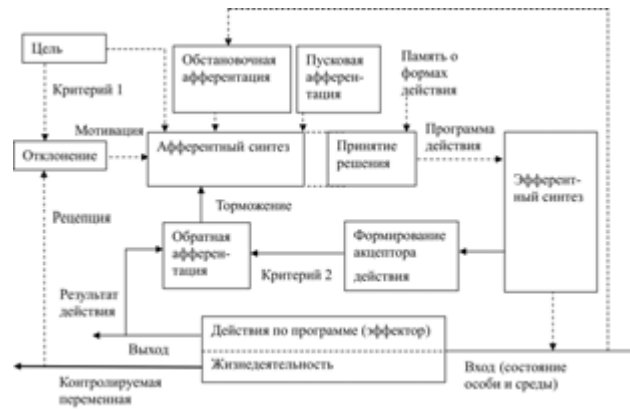 Цель
Обстановочная
афферентация
Пусковая
афферен-
тация
Память о
формах
действия
Критерий 1
Мотивация
Отклонение
Афферентный синтез
Принятие
решения
Программа
действия
Эфферент-
ный синтез
Рецепция
Торможение
Обратная
афферен-
тация
Критерий 2
Формирование
акцептора
действия
Результат
действия
Выход
Действия по программе (эффектор)
Жизнедеятельность
Вход (состояние
особи и среды)
Контролируемая
переменная